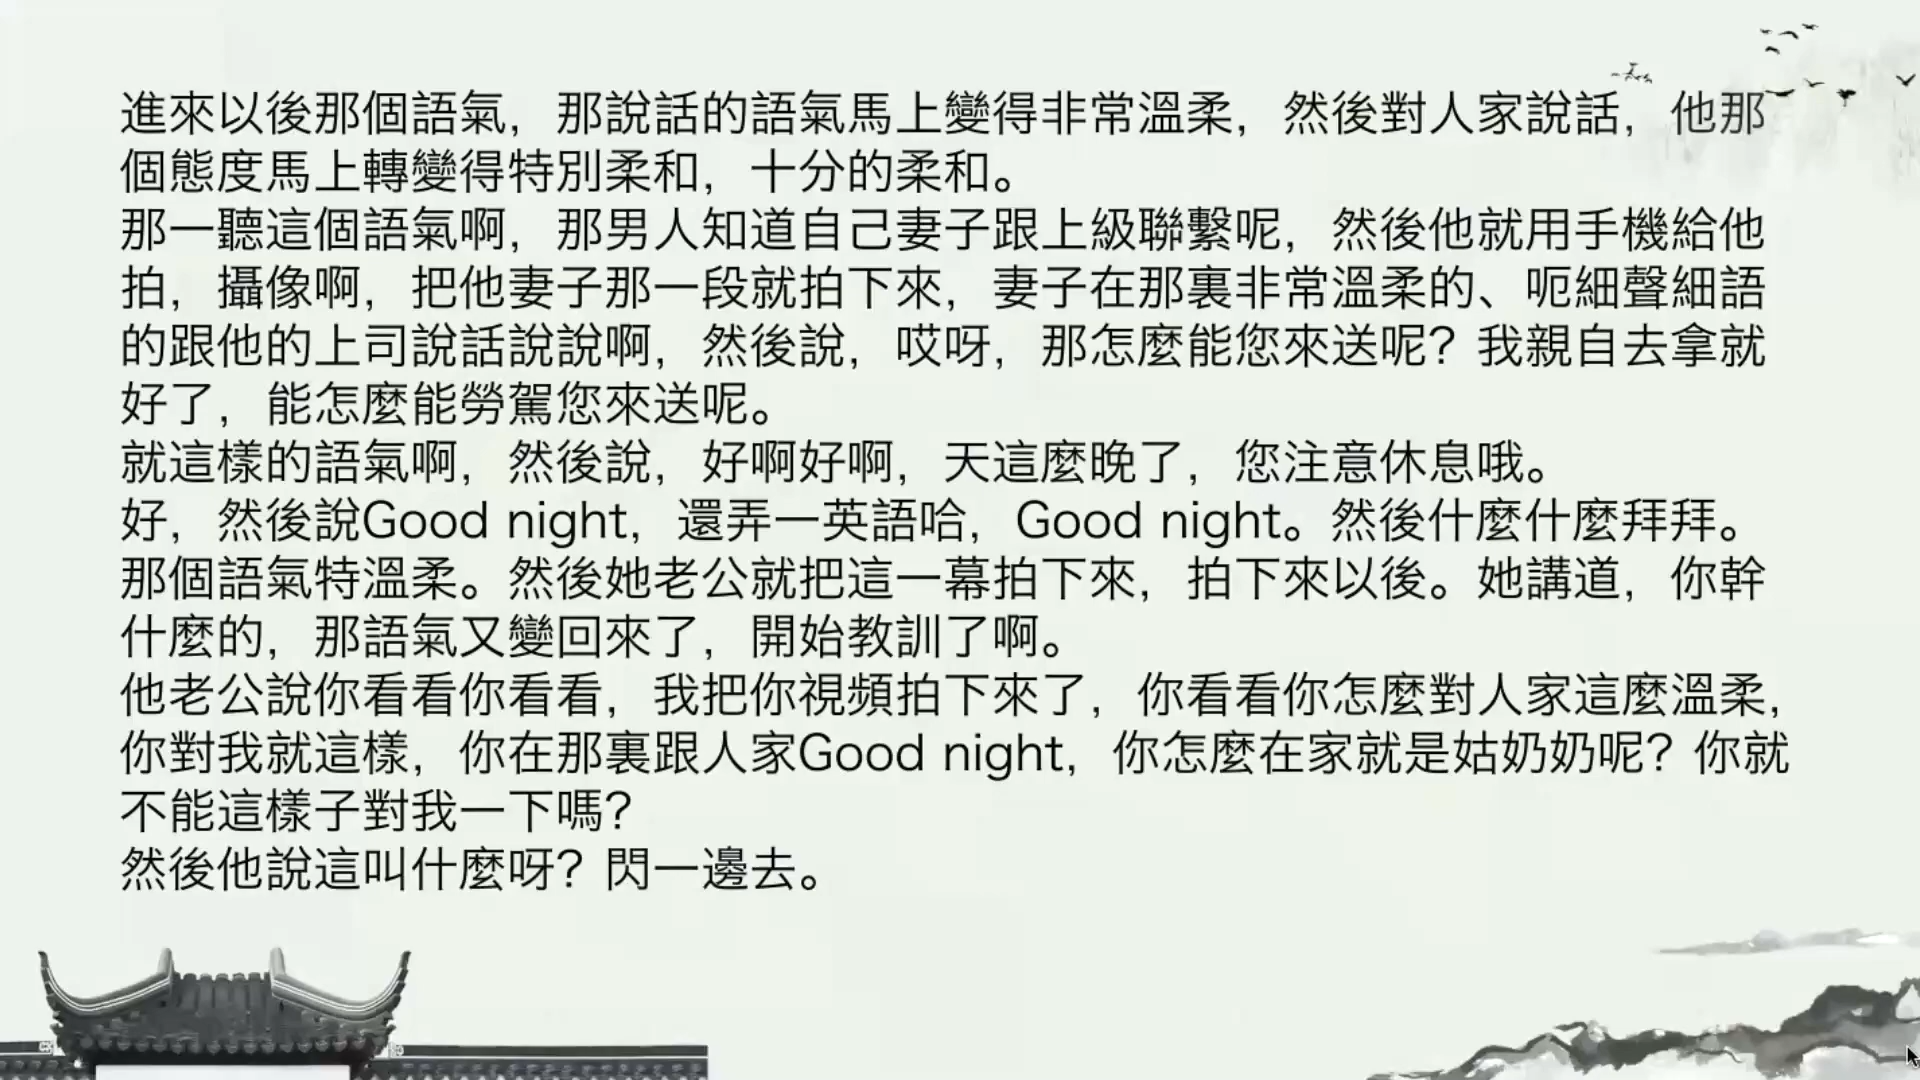 進來以後那個語氣，那說話的語氣馬上變得非常溫柔，然後對人家說話，他那
個態度馬上轉變得特別柔和，十分的柔和。
那一聽這個語氣啊，那男人知道自己妻子跟上級聯繫呢，然後他就用手機給他
拍，攝像啊，把他妻子那一段就拍下來，妻子在那裏非常溫柔的、呃細聲細語
的跟他的上司說話說說啊，然後說，哎呀，那怎麼能您來送呢？我親自去拿就
好了，能怎麼能勞駕您來送呢。
就這樣的語氣啊，然後說，好啊好啊，天這麼晚了，您注意休息哦。
好，然後說Good night，還弄一英語哈，Good night。然後什麼什麼拜拜。
那個語氣特溫柔。然後她老公就把這一幕拍下來，拍下來以後。她講道，你幹
什麼的，那語氣又變回來了，開始教訓了啊。
他老公說你看看你看看，我把你視頻拍下來了，你看看你怎麼對人家這麼溫柔，
你對我就這樣，你在那裏跟人家Good night，你怎麼在家就是姑奶奶呢？你就
不能這樣子對我一下嗎？
然後他說這叫什麼呀？閃一邊去。